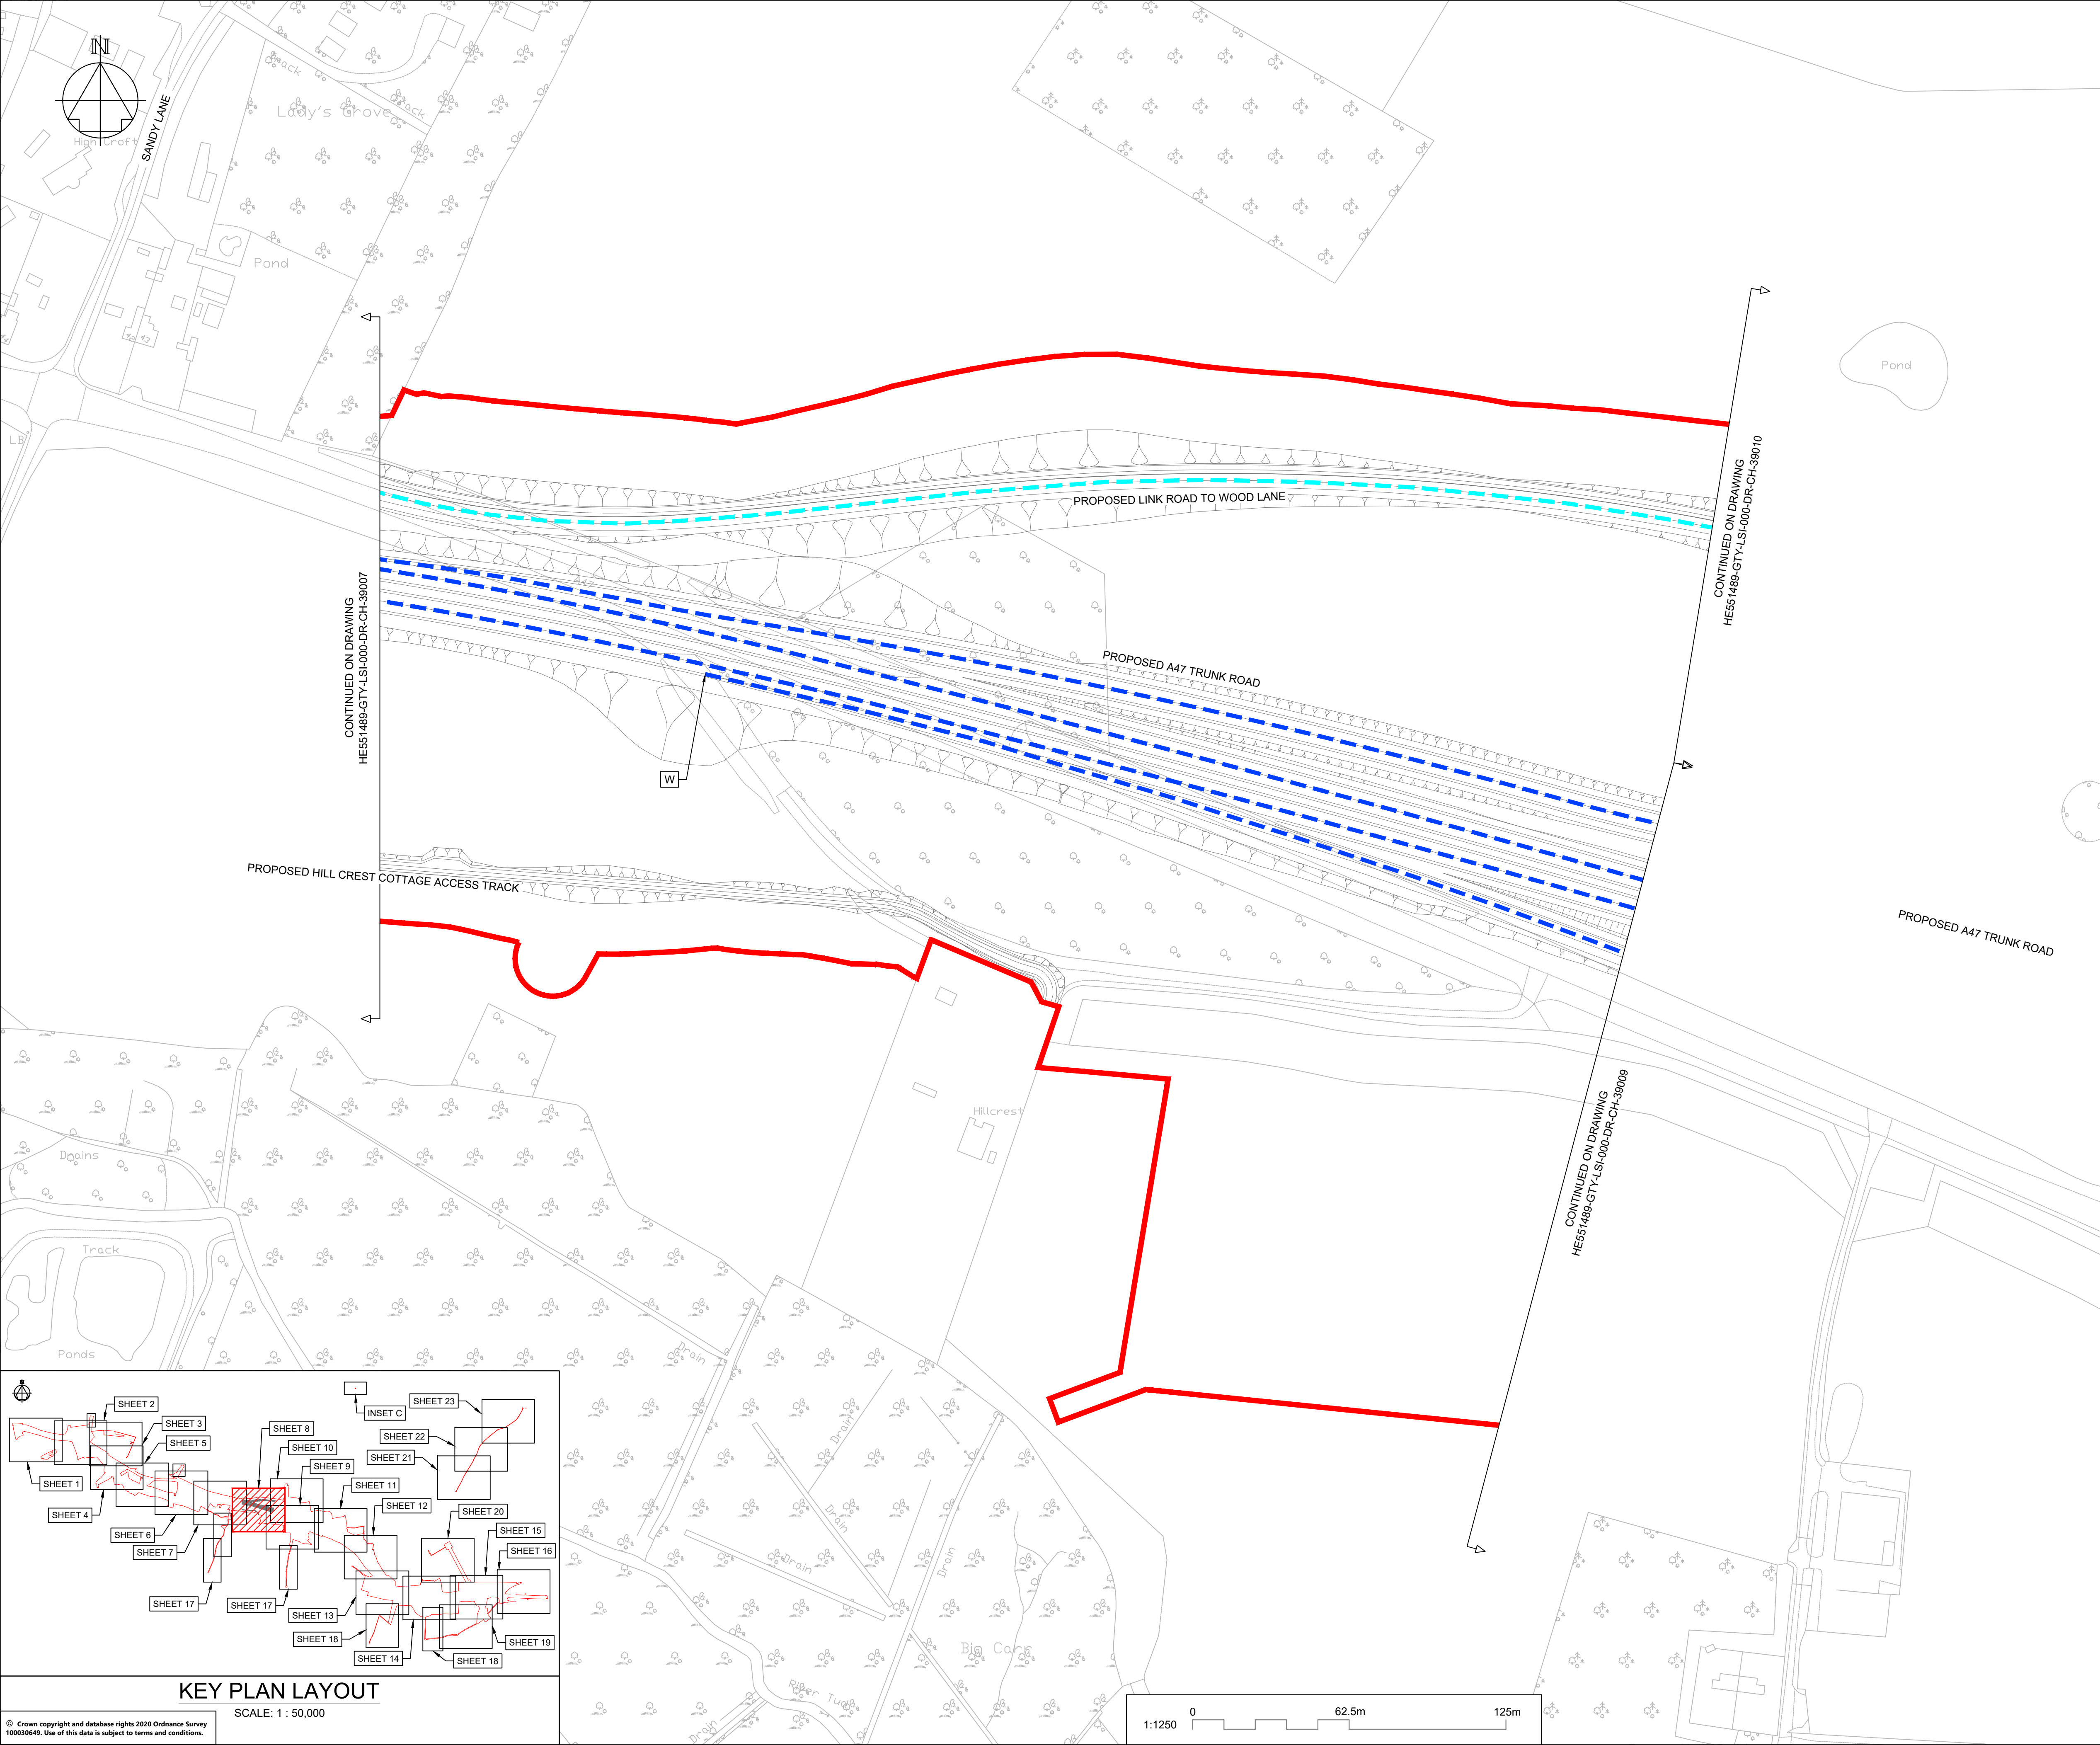 N
SANDY LANE
High Croft
Track
Track
Lady's Grove
Pond
42
43
44
LB
Pond
CONTINUED ON DRAWING
HE551489-GTY-LSI-000-DR-CH-39010
PROPOSED LINK ROAD TO WOOD LANE
A47
CONTINUED ON DRAWING
HE551489-GTY-LSI-000-DR-CH-39007
PROPOSED A47 TRUNK ROAD
W
PROPOSED HILL CREST COTTAGE ACCESS TRACK
PROPOSED A47 TRUNK ROAD
CONTINUED ON DRAWING
HE551489-GTY-LSI-000-DR-CH-39009
Hillcrest
Drains
Track
Ponds
Drain
Drain
Drain
Drain
Drain
Big Carr
River Tud
Drain
SHEET 23
INSET C
SHEET 2
SHEET 3
SHEET 8
SHEET 22
SHEET 5
SHEET 10
SHEET 21
SHEET 9
SHEET 1
SHEET 11
SHEET 4
SHEET 12
SHEET 20
SHEET 6
SHEET 15
SHEET 7
SHEET 16
SHEET 17
SHEET 17
SHEET 13
SHEET 18
SHEET 19
SHEET 14
SHEET 18
KEY PLAN LAYOUT
SCALE: 1 : 50,000
© Crown copyright and database rights 2020 Ordnance Survey
100030649. Use of this data is subject to terms and conditions.
1:1250
0
62.5m
125m